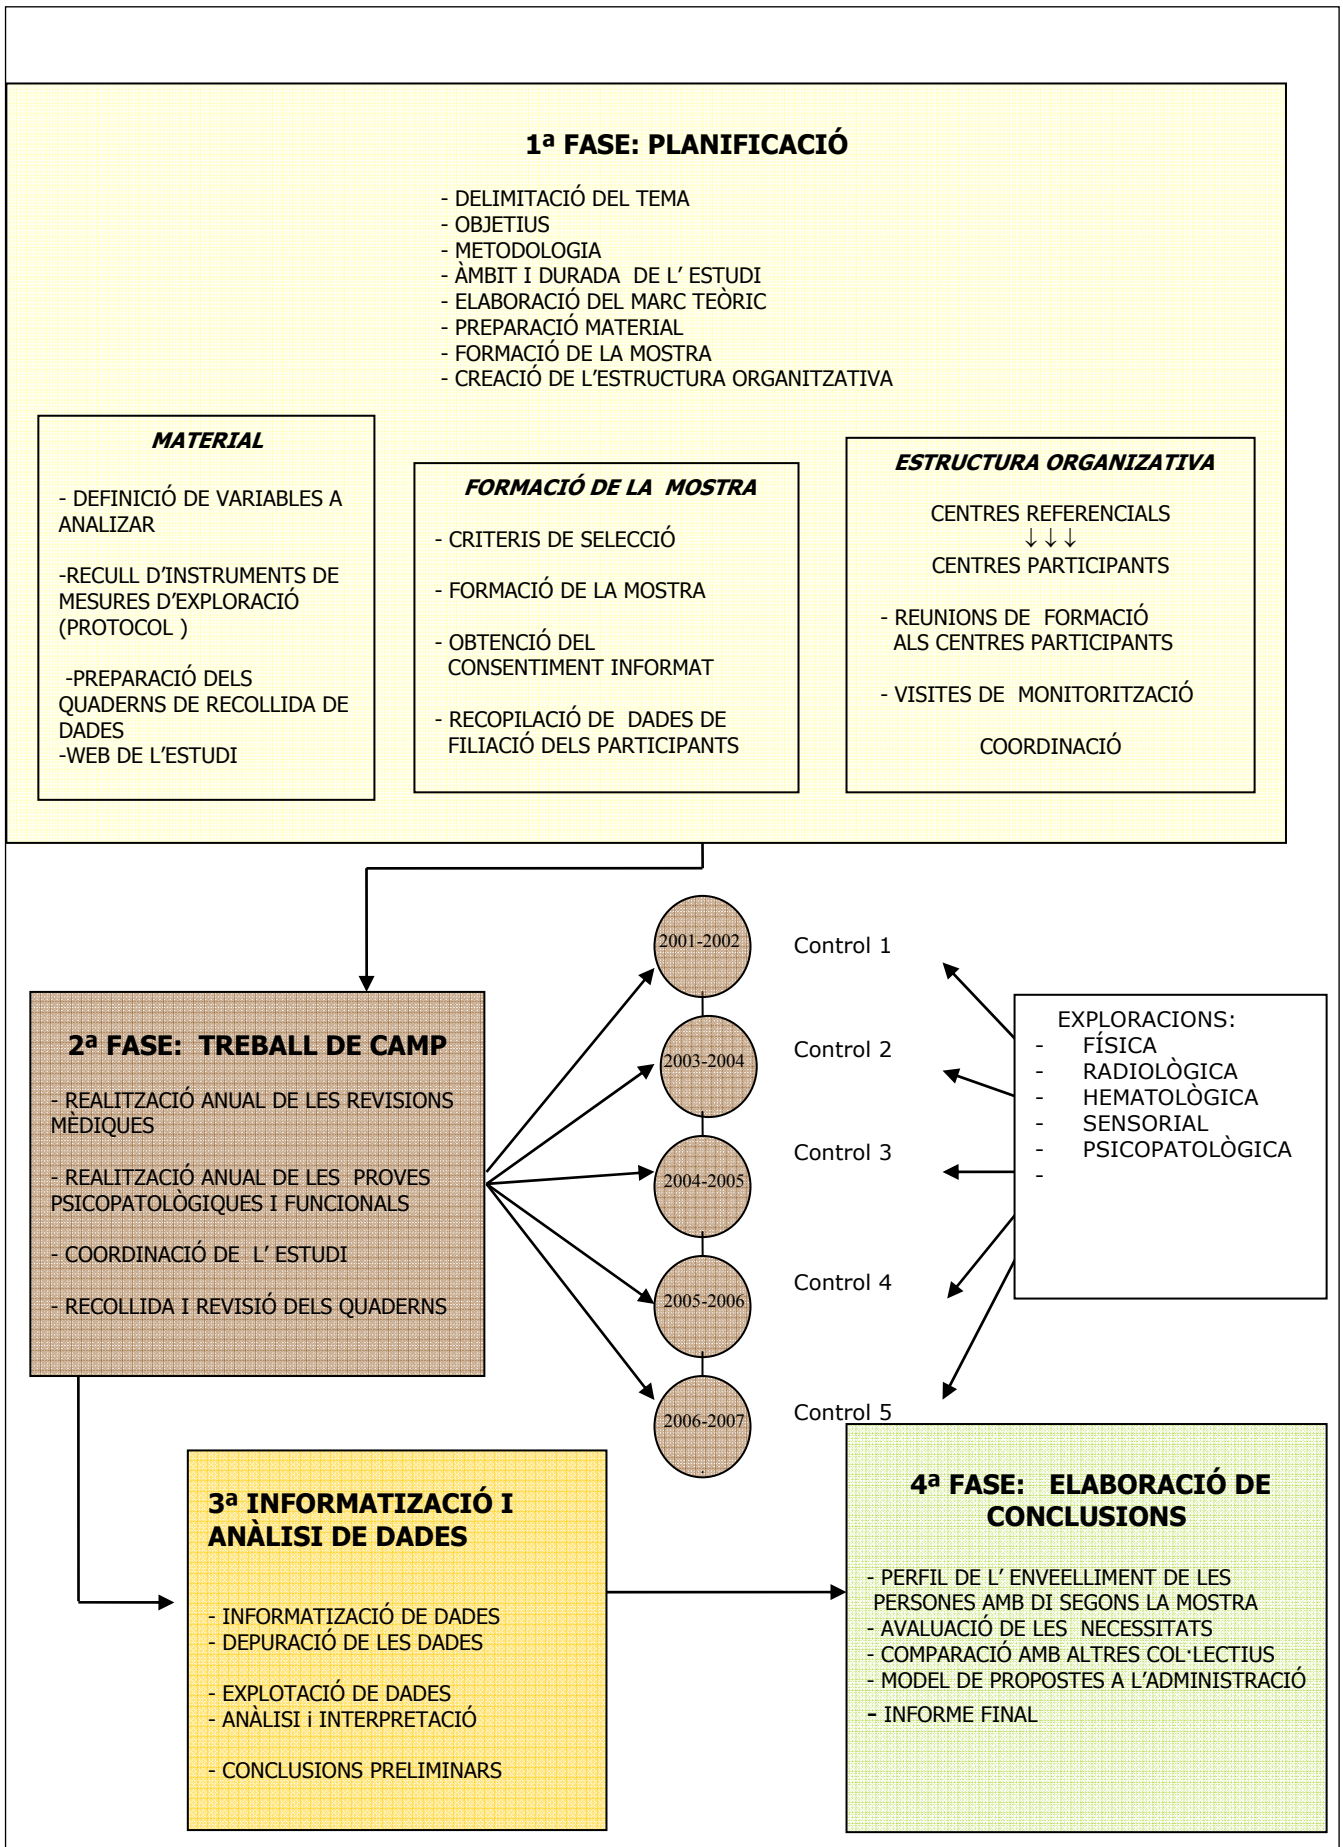 1ª FASE: PLANIFICACIÓ
- DELIMITACIÓ DEL TEMA
- OBJETIUS
- METODOLOGIA
- ÀMBIT I DURADA DE L' ESTUDI
- ELABORACIÓ DEL MARC TEÒRIC
- PREPARACIÓ MATERIAL
- FORMACIÓ DE LA MOSTRA
- CREACIÓ DE L'ESTRUCTURA ORGANITZATIVA
MATERIAL
- DEFINICIÓ DE VARIABLES A
ANALIZAR
-RECULL D'INSTRUMENTS DE
MESURES D'EXPLORACIÓ
(PROTOCOL )
-PREPARACIÓ DELS
QUADERNS DE RECOLLIDA DE
DADES
-WEB DE L'ESTUDI
FORMACIÓ DE LA MOSTRA
- CRITERIS DE SELECCIÓ
- FORMACIÓ DE LA MOSTRA
- OBTENCIÓ DEL
CONSENTIMENT INFORMAT
- RECOPILACIÓ DE DADES DE
FILIACIÓ DELS PARTICIPANTS
ESTRUCTURA ORGANIZATIVA
CENTRES REFERENCIALS
↓↓↓
CENTRES PARTICIPANTS
- REUNIONS DE FORMACIÓ
ALS CENTRES PARTICIPANTS
- VISITES DE MONITORITZACIÓ
COORDINACIÓ
2ª FASE: TREBALL DE CAMP
- REALITZACIÓ ANUAL DE LES REVISIONS
MÈDIQUES
- REALITZACIÓ ANUAL DE LES PROVES
PSICOPATOLÒGIQUES I FUNCIONALS
- COORDINACIÓ DE L' ESTUDI
- RECOLLIDA I REVISIÓ DELS QUADERNS
2001-2002
Control 1
2003-2004
Control 2
2004-2005
Control 3
2005-2006
Control 4
2006-2007
.
Control 5
EXPLORACIONS:
- FÍSICA
- RADIOLÒGICA
- HEMATOLÒGICA
- SENSORIAL
- PSICOPATOLÒGICA
-
3ª INFORMATIZACIÓ I
ANÀLISI DE DADES
- INFORMATIZACIÓ DE DADES
- DEPURACIÓ DE LES DADES
- EXPLOTACIÓ DE DADES
- ANÀLISI i INTERPRETACIÓ
- CONCLUSIONS PRELIMINARS
4ª FASE: ELABORACIÓ DE
CONCLUSIONS
- PERFIL DE L' ENVEELLIMENT DE LES
PERSONES AMB DI SEGONS LA MOSTRA
- AVALUACIÓ DE LES NECESSITATS
- COMPARACIÓ AMB ALTRES COL·LECTIUS
- MODEL DE PROPOSTES A L'ADMINISTRACIÓ
- INFORME FINAL